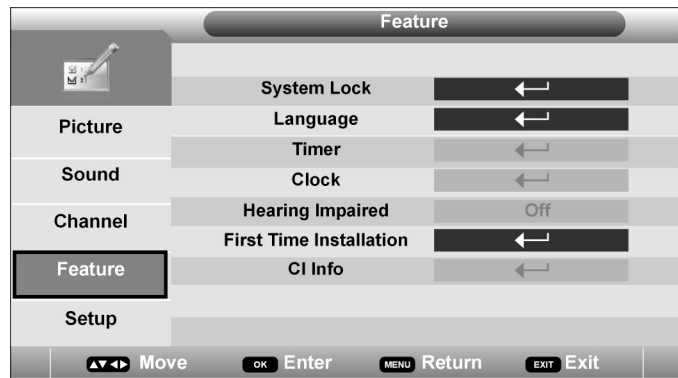 Feature
System Lock
Language
Timer
Clock
Hearing Impaired Off
First Time Installation
CI Info
Picture
Sound
Channel
Feature
Setup
Move OK Enter MENU Return EXIT Exit